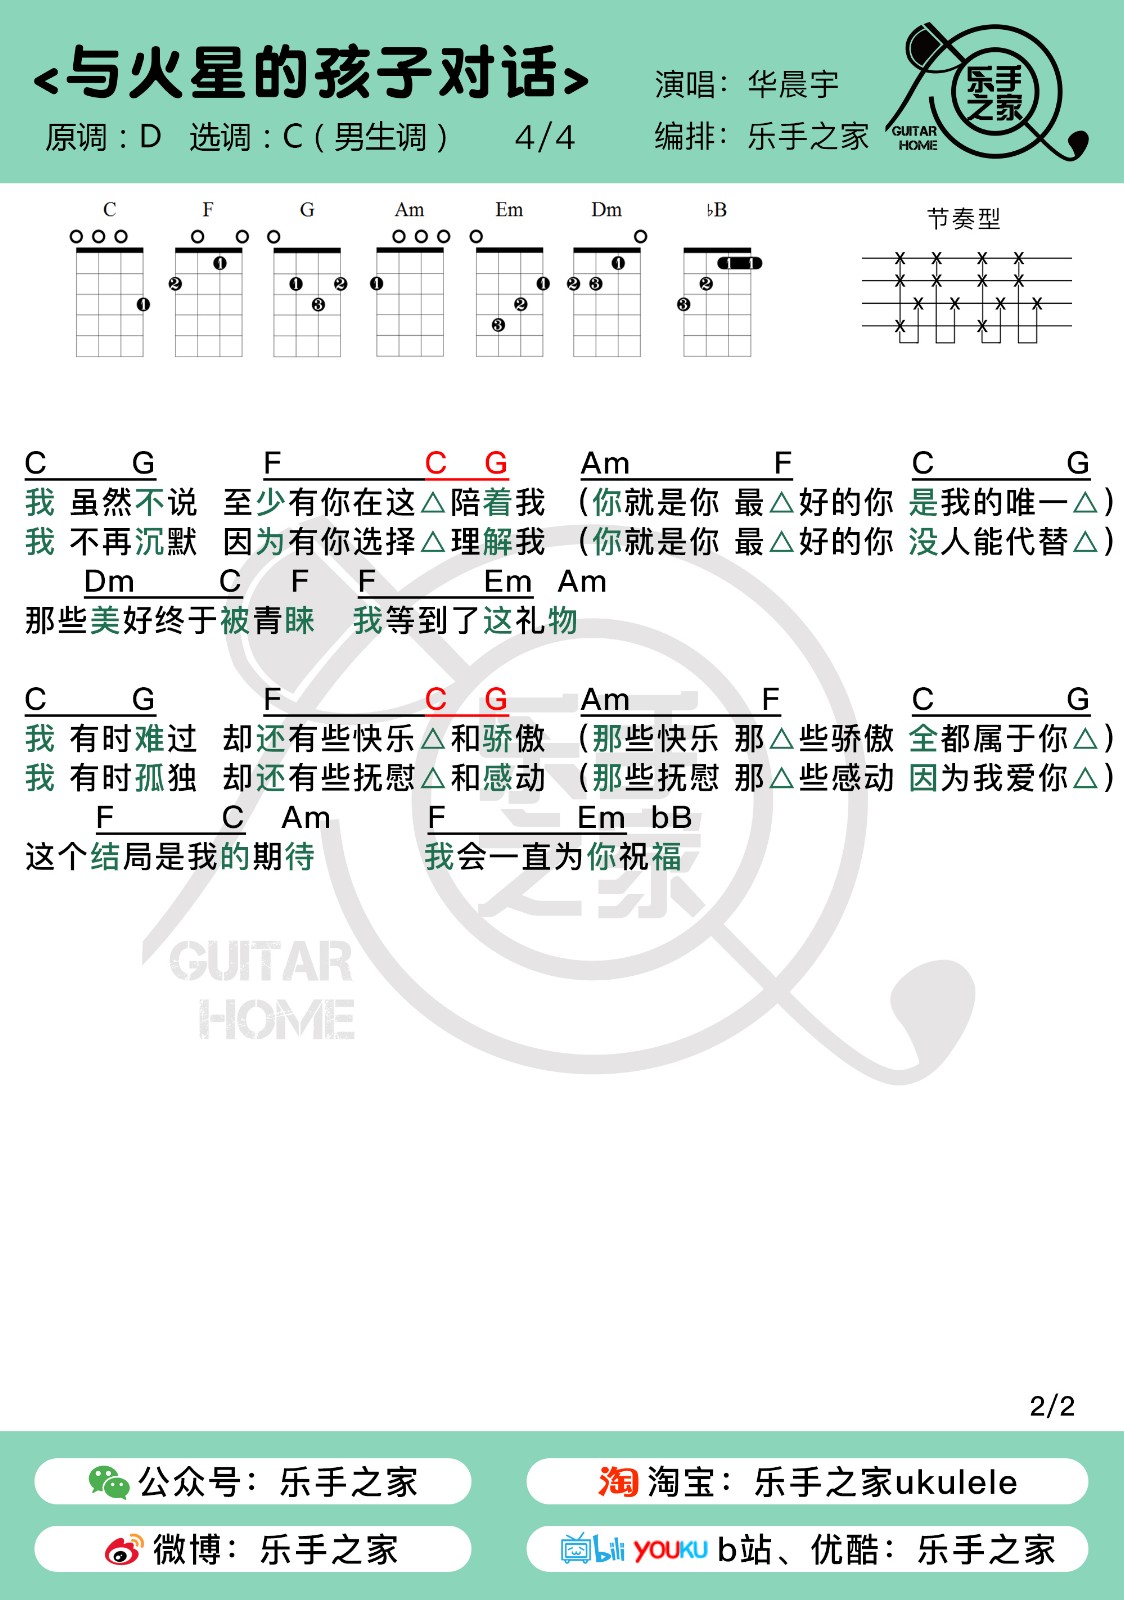 <与火星的孩子对话>
演唱：华晨宇
原调：D 选调：C（男生调） 4/4
编排：乐手之家
乐手之家
GUITAR HOME
C F G Am Em Dm ♭B
节奏型
C G F C G Am F C G
我 虽然不说 至少有你在这△陪着我 （你就是你 最△好的你 是我的唯一△）
我 不再沉默 因为有你选择△理解我 （你就是你 最△好的你 没人能代替△）
Dm C F F Em Am
那些美好终于被青睐 我等到了这礼物
C G F C G Am F C G
我 有时难过 却还有些快乐△和骄傲 （那些快乐 那△些骄傲 全都属于你△）
我 有时孤独 却还有些抚慰△和感动 （那些抚慰 那△些感动 因为我爱你△）
F C Am F Em bB
这个结局是我的期待 我会一直为你祝福
乐手之家
GUITAR
HOME
2/2
公众号：乐手之家
淘 淘宝：乐手之家ukulele
微博：乐手之家
bili YOUKU b站、优酷：乐手之家